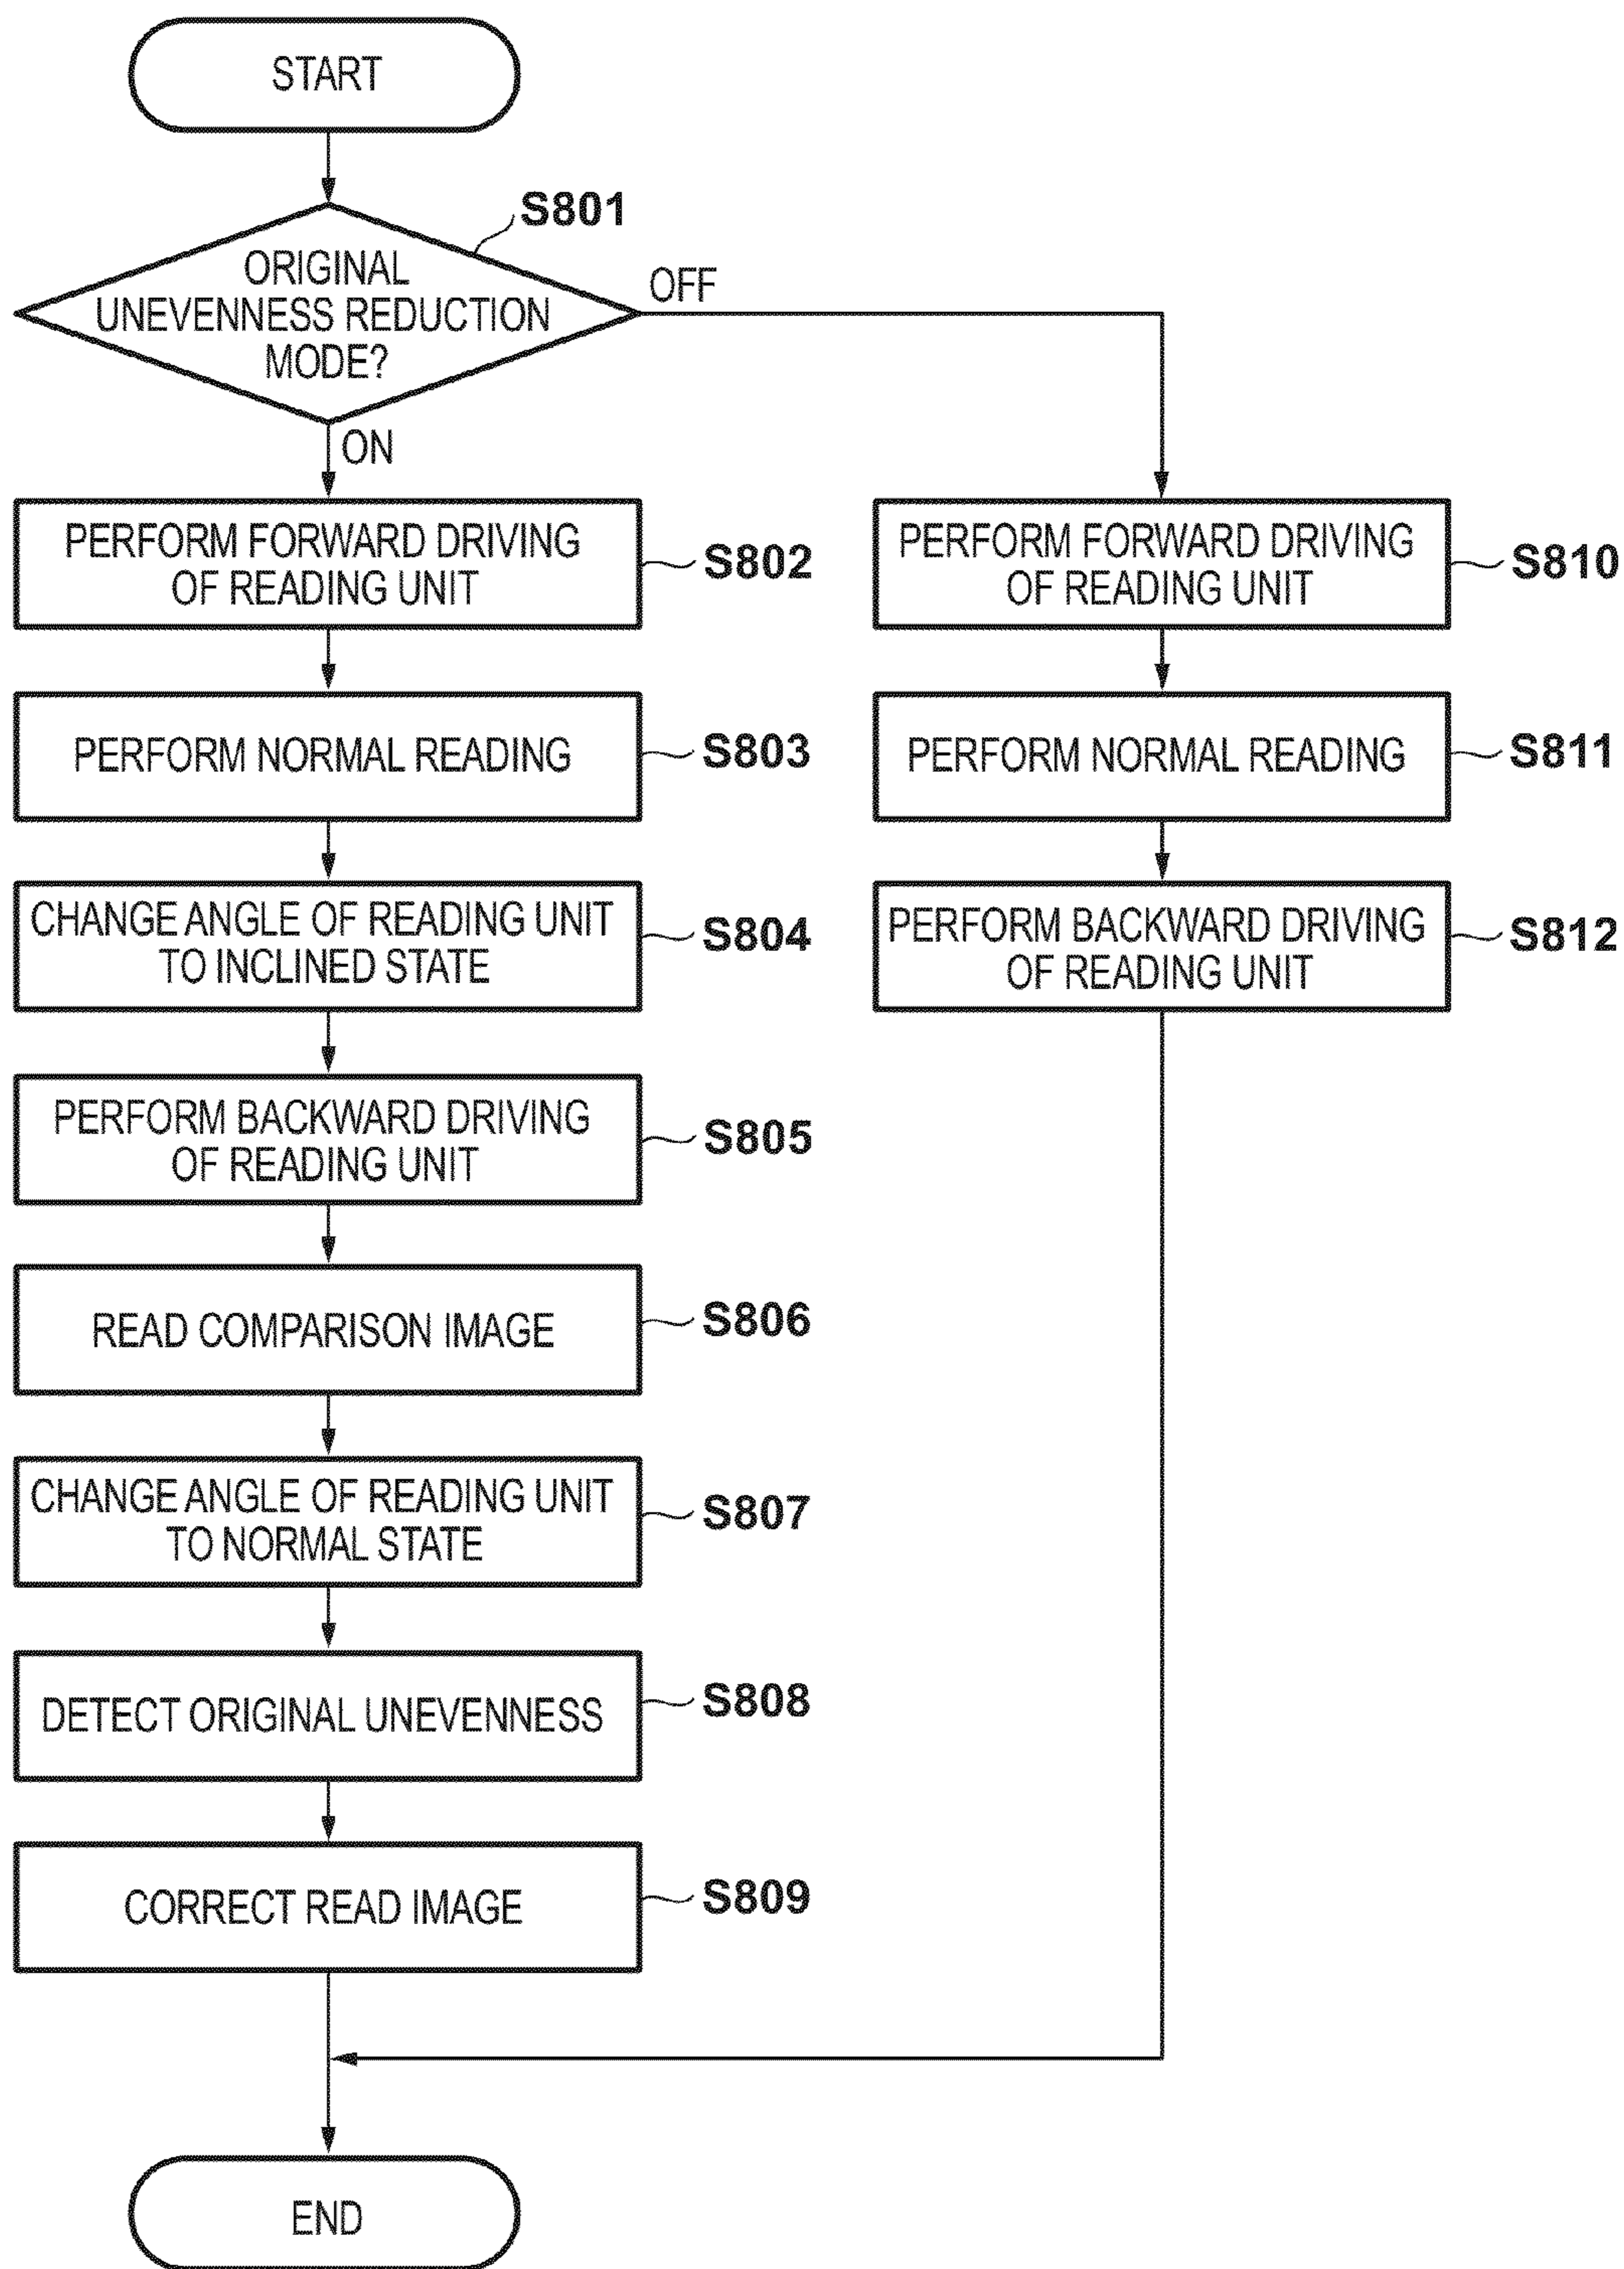 START
S801
ORIGINAL
UNEVENNESS REDUCTION
MODE?
OFF
ON
PERFORM FORWARD DRIVING
OF READING UNIT
S802
PERFORM NORMAL READING
S803
CHANGE ANGLE OF READING UNIT
TO INCLINED STATE
S804
PERFORM BACKWARD DRIVING
OF READING UNIT
S805
READ COMPARISON IMAGE
S806
CHANGE ANGLE OF READING UNIT
TO NORMAL STATE
S807
DETECT ORIGINAL UNEVENNESS
S808
CORRECT READ IMAGE
S809
PERFORM FORWARD DRIVING
OF READING UNIT
S810
PERFORM NORMAL READING
S811
PERFORM BACKWARD DRIVING
OF READING UNIT
S812
END